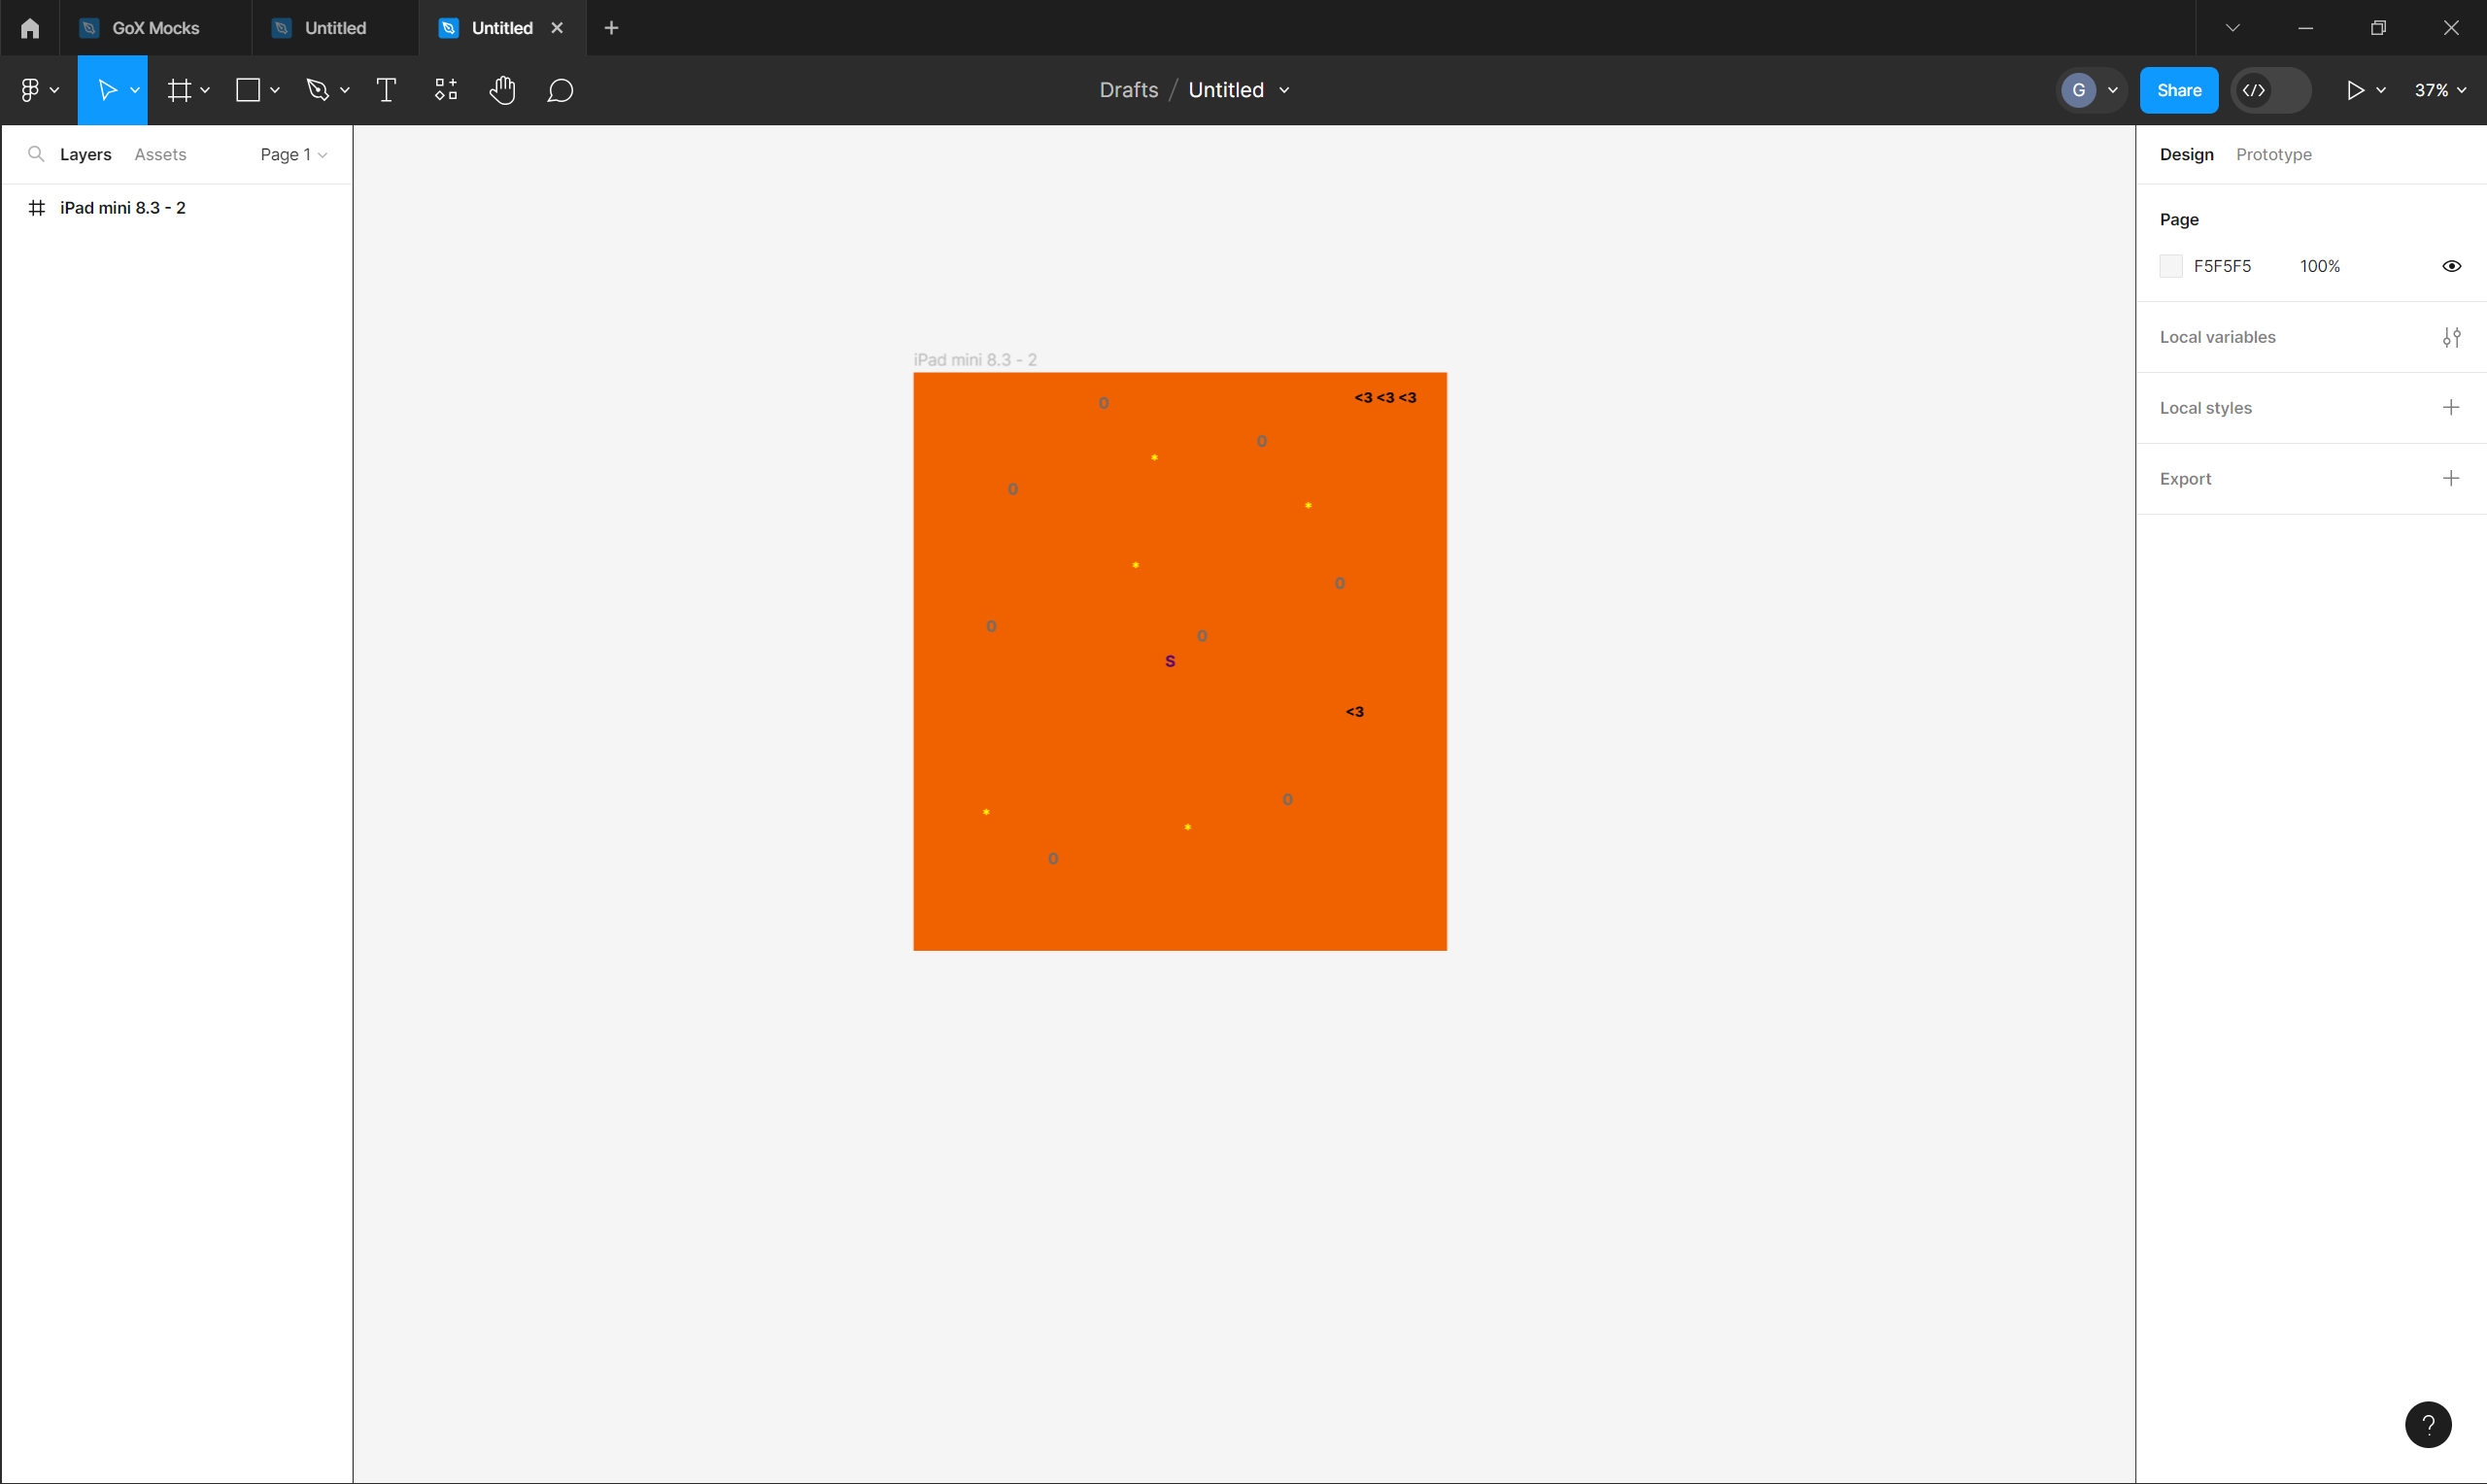 GoX Mocks Untitled Untitled
Drafts / Untitled G Share 37%
Layers Assets Page 1 Design Prototype
iPad mini 8.3 - 2
Page
F5F5F5 100%
Local variables
Local styles
Export
iPad mini 8.3 - 2
<3 <3 <3
0
0
*
0
*
*
0
0
0
S
<3
0
*
*
0
?